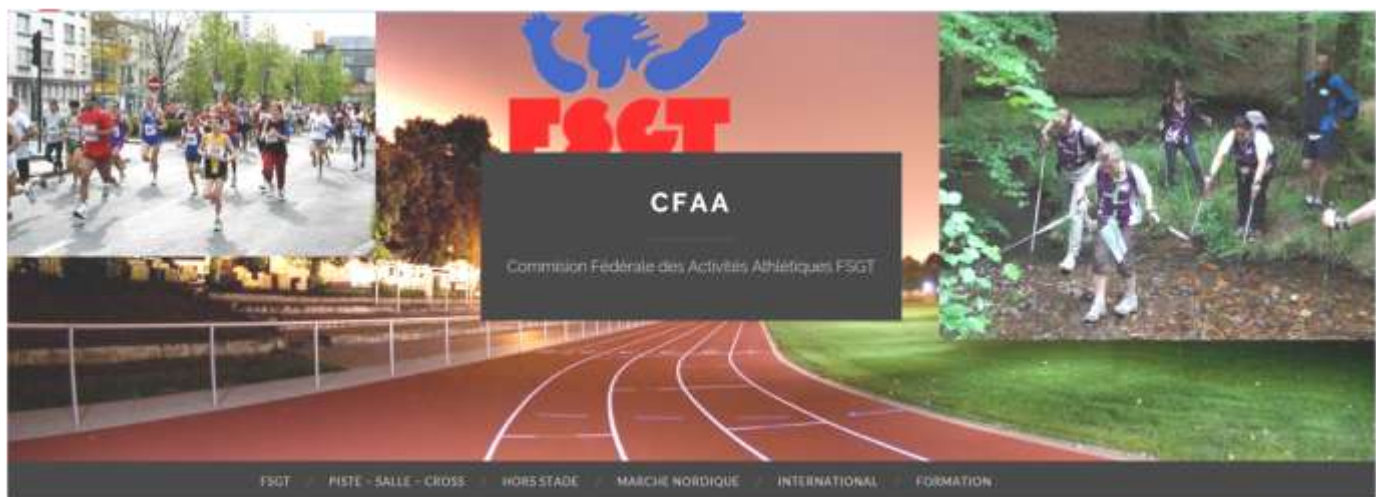 FSGT
CFAA
Commision Fédérale des Activités Athlétiques FSGT
FSGT / PISTE - SALLE - CROSS / HORS STADE / MARCHE NORDIQUE / INTERNATIONAL / FORMATION